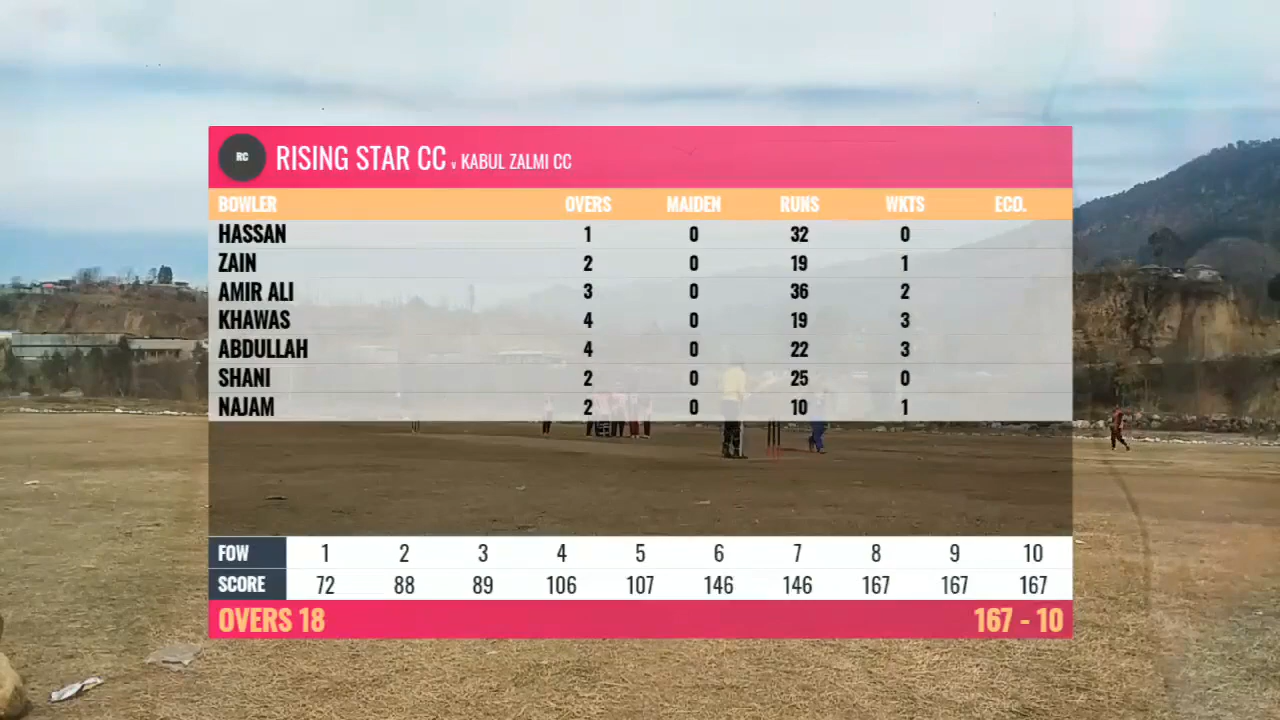 RC RISING STAR CC v KABUL ZALMI CC
BOWLER OVERS MAIDEN RUNS WKTS ECO.
HASSAN 1 0 32 0
ZAIN 2 0 19 1
AMIR ALI 3 0 36 2
KHAWAS 4 0 19 3
ABDULLAH 4 0 22 3
SHANI 2 0 25 0
NAJAM 2 0 10 1
FOW 1 2 3 4 5 6 7 8 9 10
SCORE 72 88 89 106 107 146 146 167 167 167
OVERS 18 167 - 10